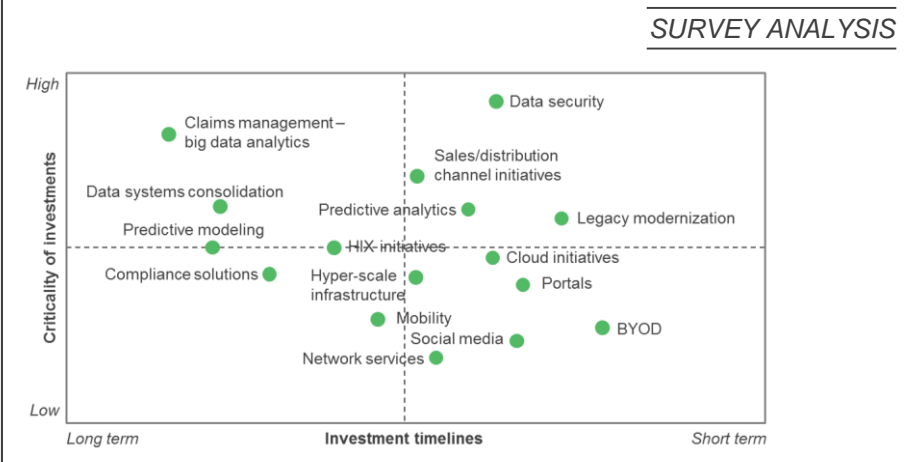 SURVEY ANALYSIS
High
Data security
Claims management –
big data analytics
Sales/distribution
channel initiatives
Data systems consolidation
Predictive analytics
Legacy modernization
Predictive modeling
HIX initiatives
Cloud initiatives
Compliance solutions
Hyper-scale
infrastructure
Portals
Mobility
BYOD
Social media
Network services
Criticality of investments
Low
Long term
Investment timelines
Short term